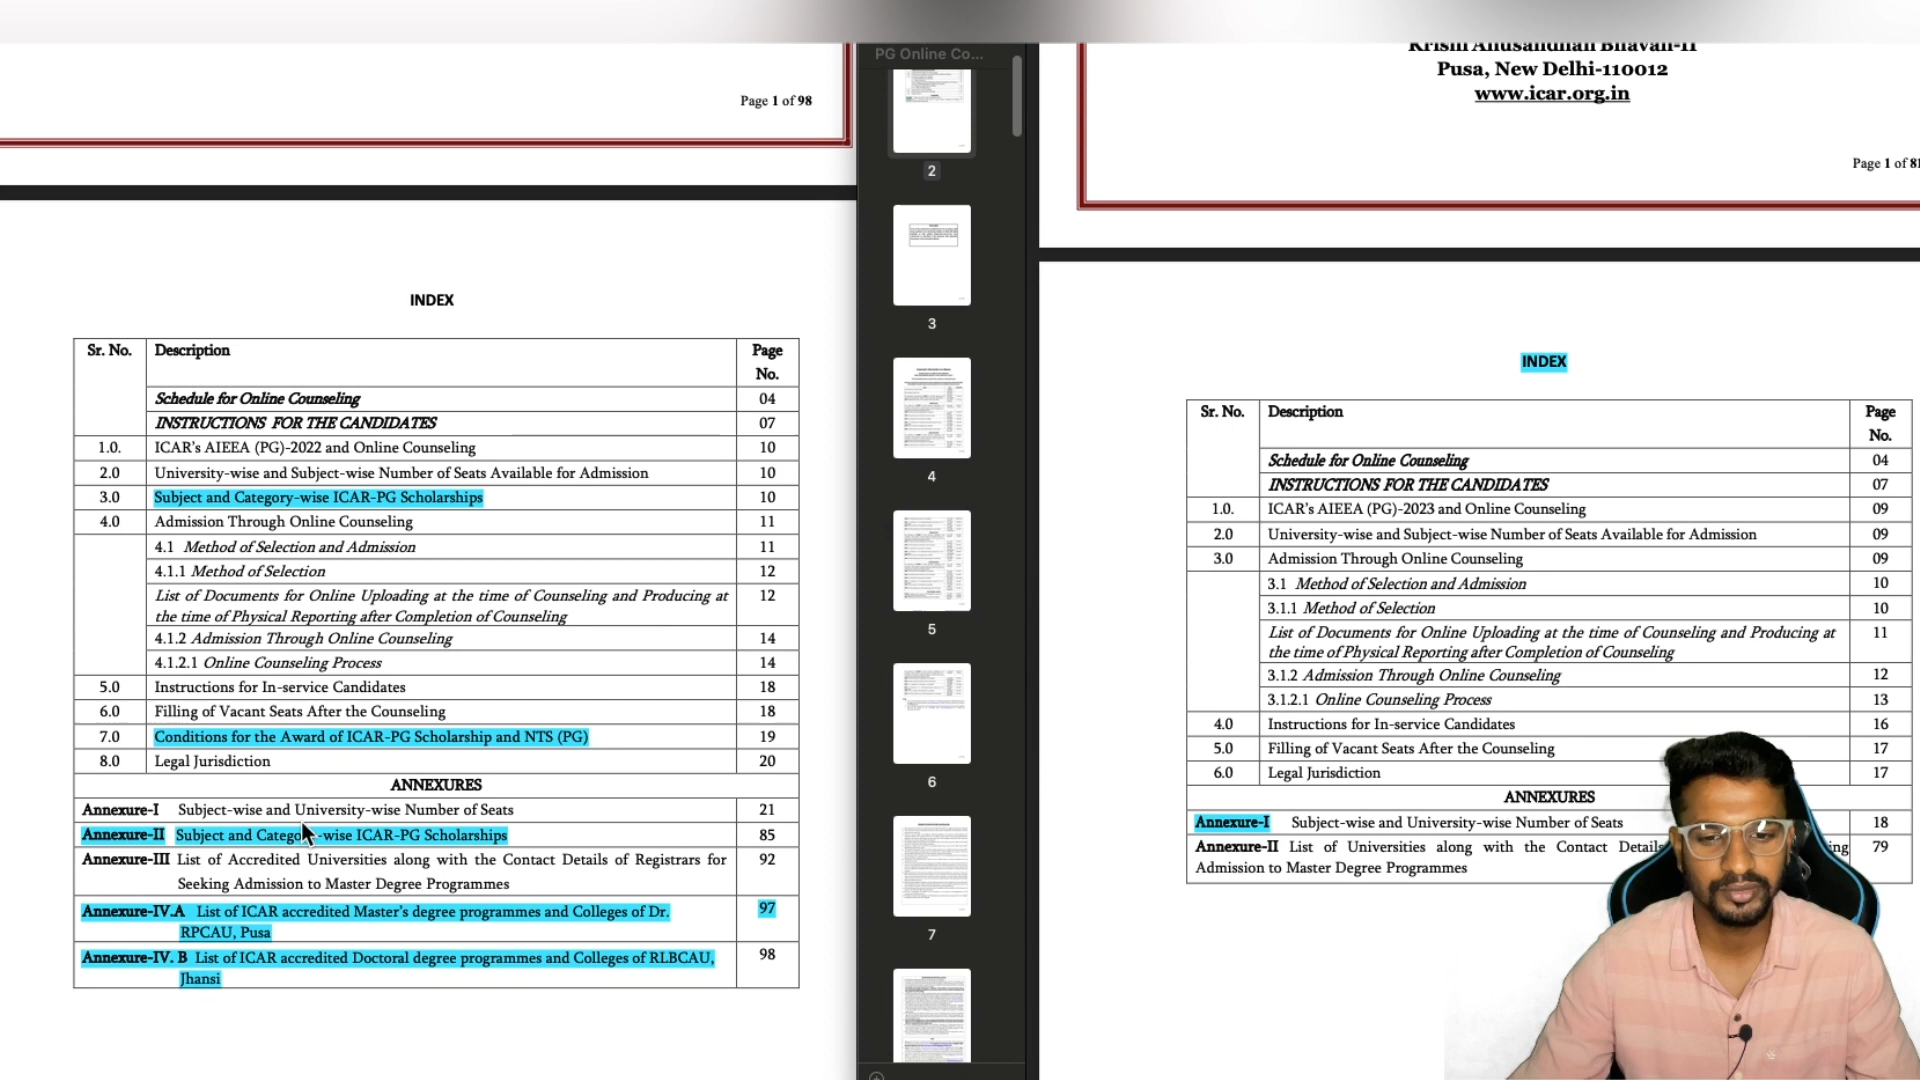 Page 1 of 98
INDEX
Sr. No. Description Page
No.
Schedule for Online Counseling 04
INSTRUCTIONS FOR THE CANDIDATES 07
1.0. ICAR's AIEEA (PG)-2022 and Online Counseling 10
2.0 University-wise and Subject-wise Number of Seats Available for Admission 10
3.0 Subject and Category-wise ICAR-PG Scholarships 10
4.0 Admission Through Online Counseling 11
4.1 Method of Selection and Admission 11
4.1.1 Method of Selection 12
List of Documents for Online Uploading at the time of Counseling and Producing at 12
the time of Physical Reporting after Completion of Counseling
4.1.2 Admission Through Online Counseling 14
4.1.2.1 Online Counseling Process 14
5.0 Instructions for In-service Candidates 18
6.0 Filling of Vacant Seats After the Counseling 18
7.0 Conditions for the Award of ICAR-PG Scholarship and NTS (PG) 19
8.0 Legal Jurisdiction 20
ANNEXURES
Annexure-I Subject-wise and University-wise Number of Seats 21
Annexure-II Subject and Catego -wise ICAR-PG Scholarships 85
Annexure-III List of Accredited Universities along with the Contact Details of Registrars for 92
Seeking Admission to Master Degree Programmes
Annexure-IV.A List of ICAR accredited Master's degree programmes and Colleges of Dr. 97
RPCAU, Pusa
Annexure-IV. B List of ICAR accredited Doctoral degree programmes and Colleges of RLBCAU, 98
Jhansi
PG Online Co...
2
3
4
5
6
7
Krishi Anusandhan Bhavan-II
Pusa, New Delhi-110012
www.icar.org.in
Page 1 of 81
INDEX
Sr. No. Description Page
No.
Schedule for Online Counseling 04
INSTRUCTIONS FOR THE CANDIDATES 07
1.0. ICAR's AIEEA (PG)-2023 and Online Counseling 09
2.0 University-wise and Subject-wise Number of Seats Available for Admission 09
3.0 Admission Through Online Counseling 09
3.1 Method of Selection and Admission 10
3.1.1 Method of Selection 10
List of Documents for Online Uploading at the time of Counseling and Producing at 11
the time of Physical Reporting after Completion of Counseling
3.1.2 Admission Through Online Counseling 12
3.1.2.1 Online Counseling Process 13
4.0 Instructions for In-service Candidates 16
5.0 Filling of Vacant Seats After the Counseling 17
6.0 Legal Jurisdiction 17
ANNEXURES
Annexure-I Subject-wise and University-wise Number of Seats 18
Annexure-II List of Universities along with the Contact Details ing 79
Admission to Master Degree Programmes